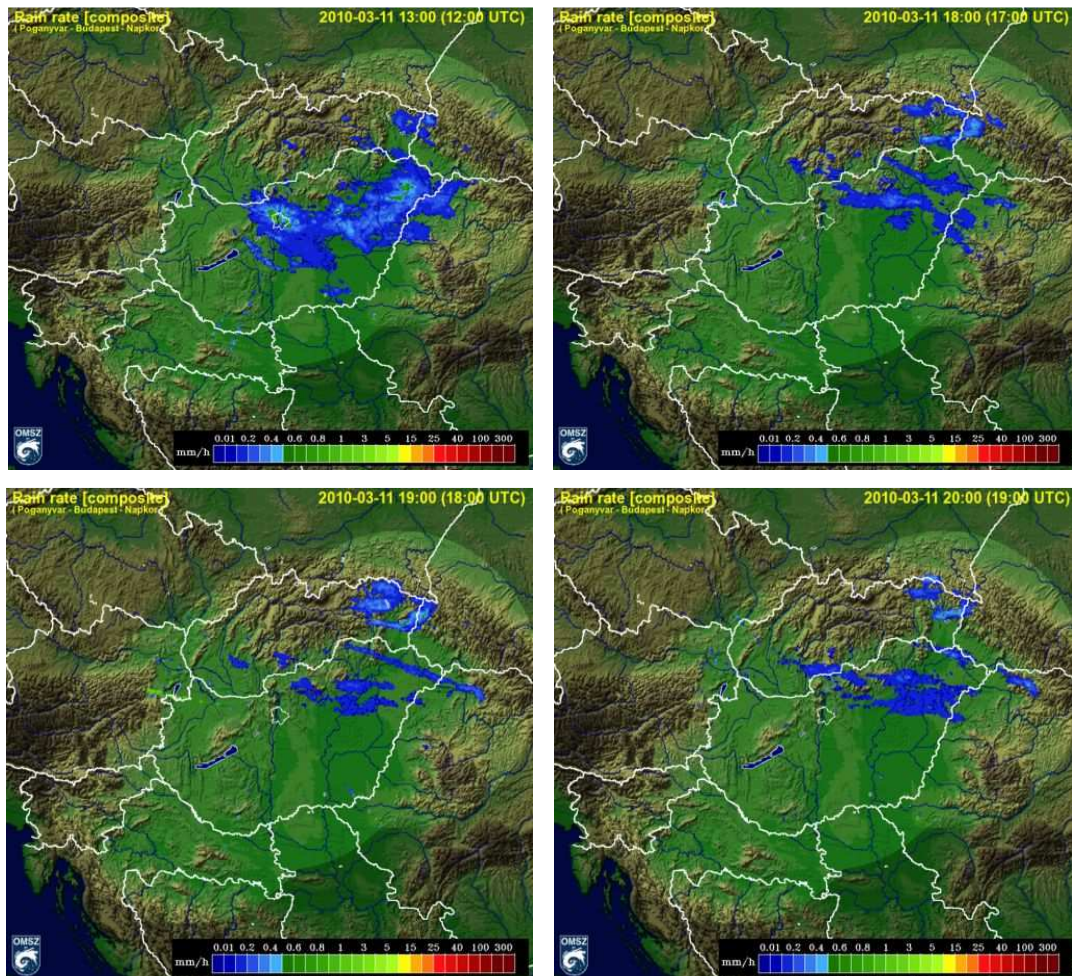 Rain rate [composite] 2010-03-11 13:00 (12:00 UTC)
( Poganyvar - Budapest - Napkor )
OMSZ
0.01 0.2 0.4 0.6 0.8 1 3 5 15 25 40 100 300
mm/h
Rain rate [composite] 2010-03-11 18:00 (17:00 UTC)
( Poganyvar - Budapest - Napkor )
OMSZ
0.01 0.2 0.4 0.6 0.8 1 3 5 15 25 40 100 300
mm/h
Rain rate [composite] 2010-03-11 19:00 (18:00 UTC)
( Poganyvar - Budapest - Napkor )
OMSZ
0.01 0.2 0.4 0.6 0.8 1 3 5 15 25 40 100 300
mm/h
Rain rate [composite] 2010-03-11 20:00 (19:00 UTC)
( Poganyvar - Budapest - Napkor )
OMSZ
0.01 0.2 0.4 0.6 0.8 1 3 5 15 25 40 100 300
mm/h